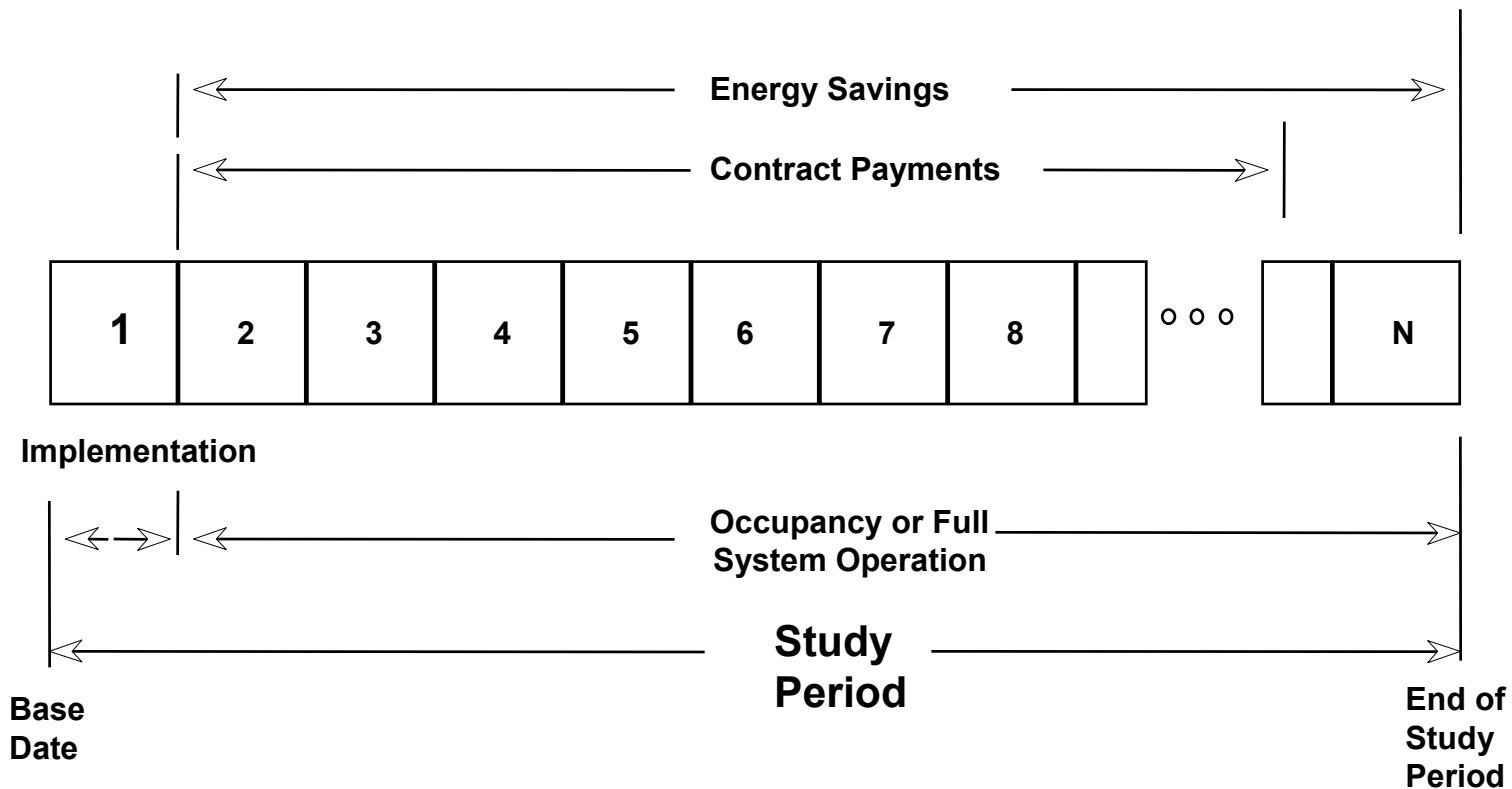 Energy Savings
Contract Payments
1 2 3 4 5 6 7 8 N
Implementation
Occupancy or Full
System Operation
Study
Period
Base
Date
End of
Study
Period